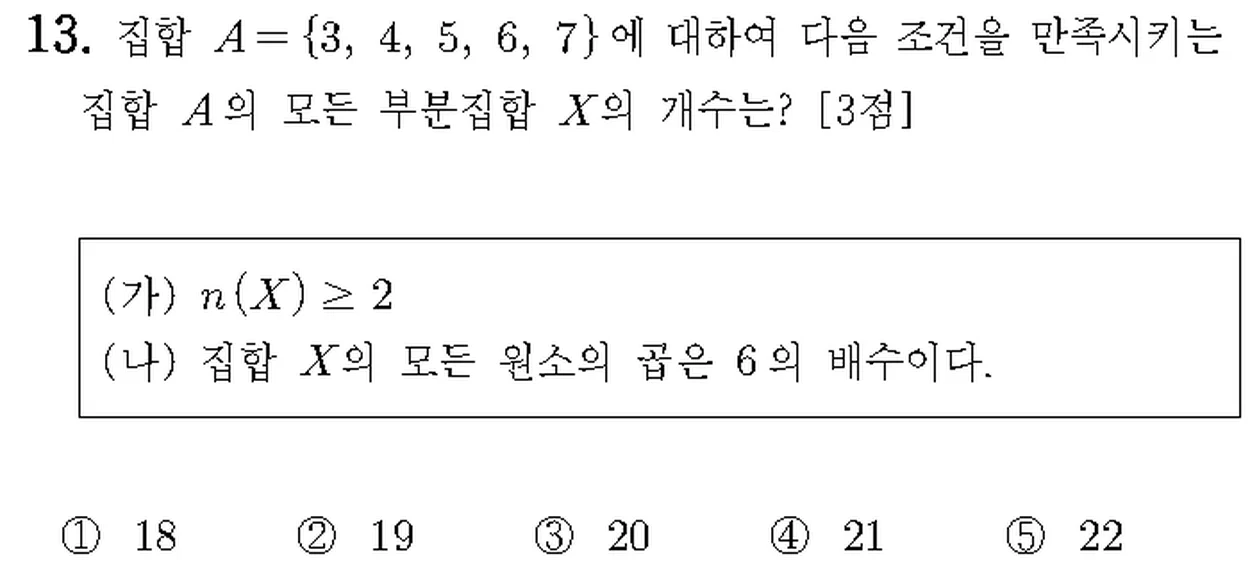 13. 집합 A={3, 4, 5, 6, 7}에 대하여 다음 조건을 만족시키는
집합 A의 모든 부분집합 X의 개수는? [3점]
(가) n(X) ≥ 2
(나) 집합 X의 모든 원소의 곱은 6의 배수이다.
① 18 ② 19 ③ 20 ④ 21 ⑤ 22